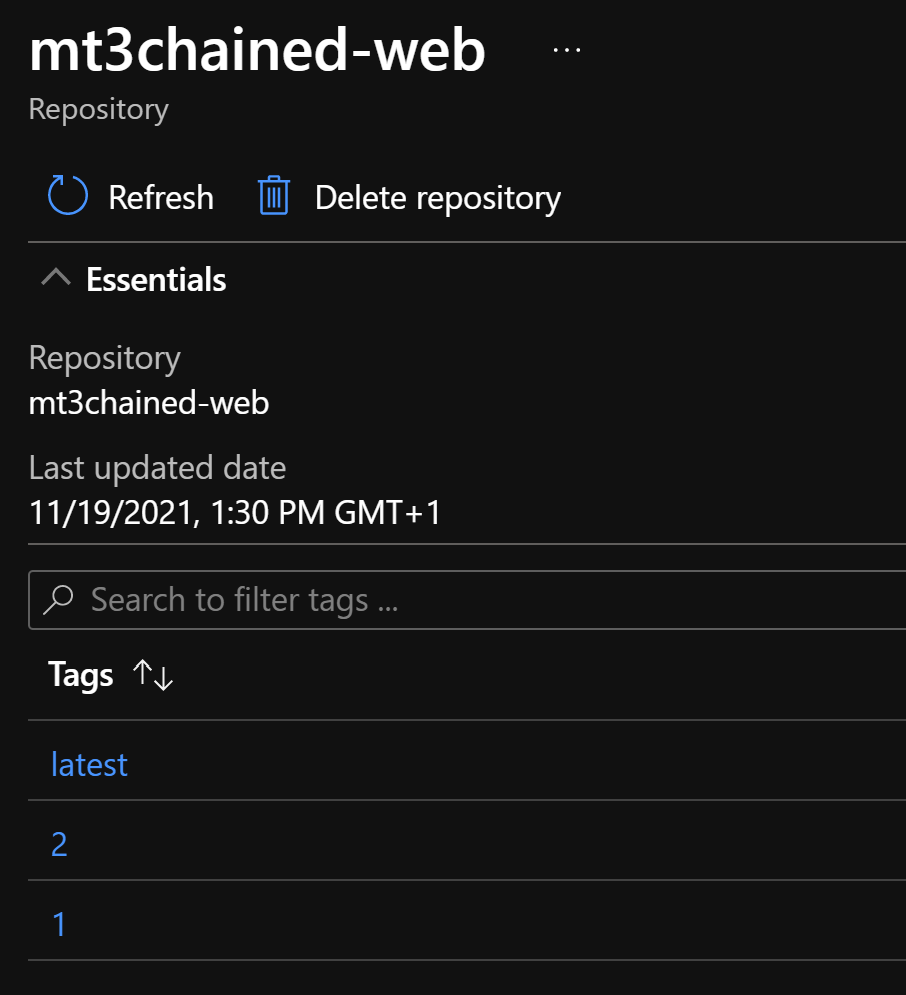 mt3chained-web ...
Repository
Refresh Delete repository
Essentials
Repository
mt3chained-web
Last updated date
11/19/2021, 1:30 PM GMT+1
Search to filter tags ...
Tags
latest
2
1